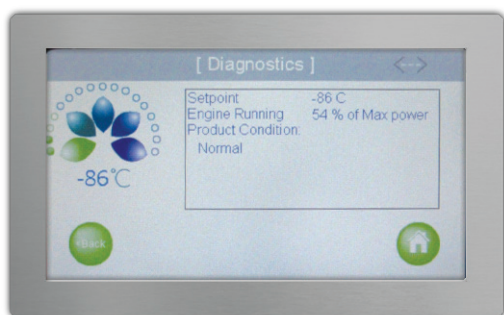 [ Diagnostics ]
Setpoint -86 C
Engine Running 54 % of Max power
Product Condition:
Normal
-86°C
Back